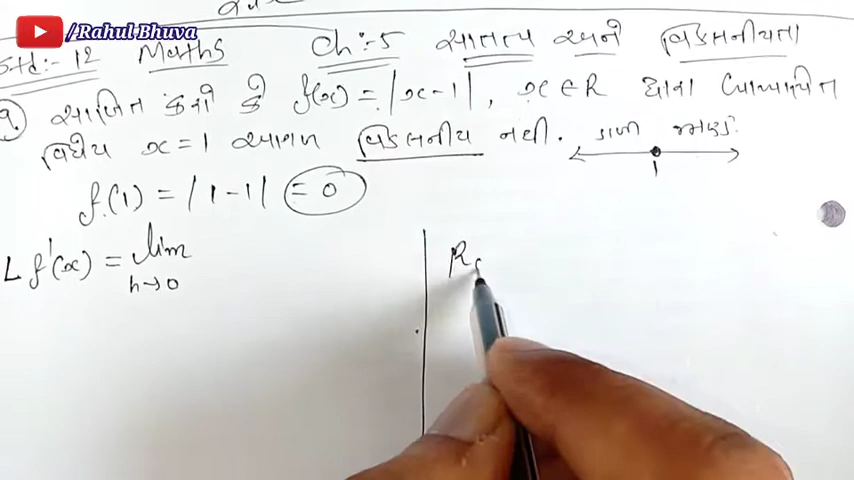 /Rahul Bhuva
Std:- 12 Maths Ch:-5 સાતત્ય અને વિકલનીયતા
9) સાબિત કરો કે f(x) = |x-1|, x∈R દ્વારા વ્યાખ્યાયિત
વિધેય x=1 આગળ વિકલનીય નથી. ડાબી જમણી
1
f(1) = |1-1| = 0
L f'(x) = lim
h→0
R